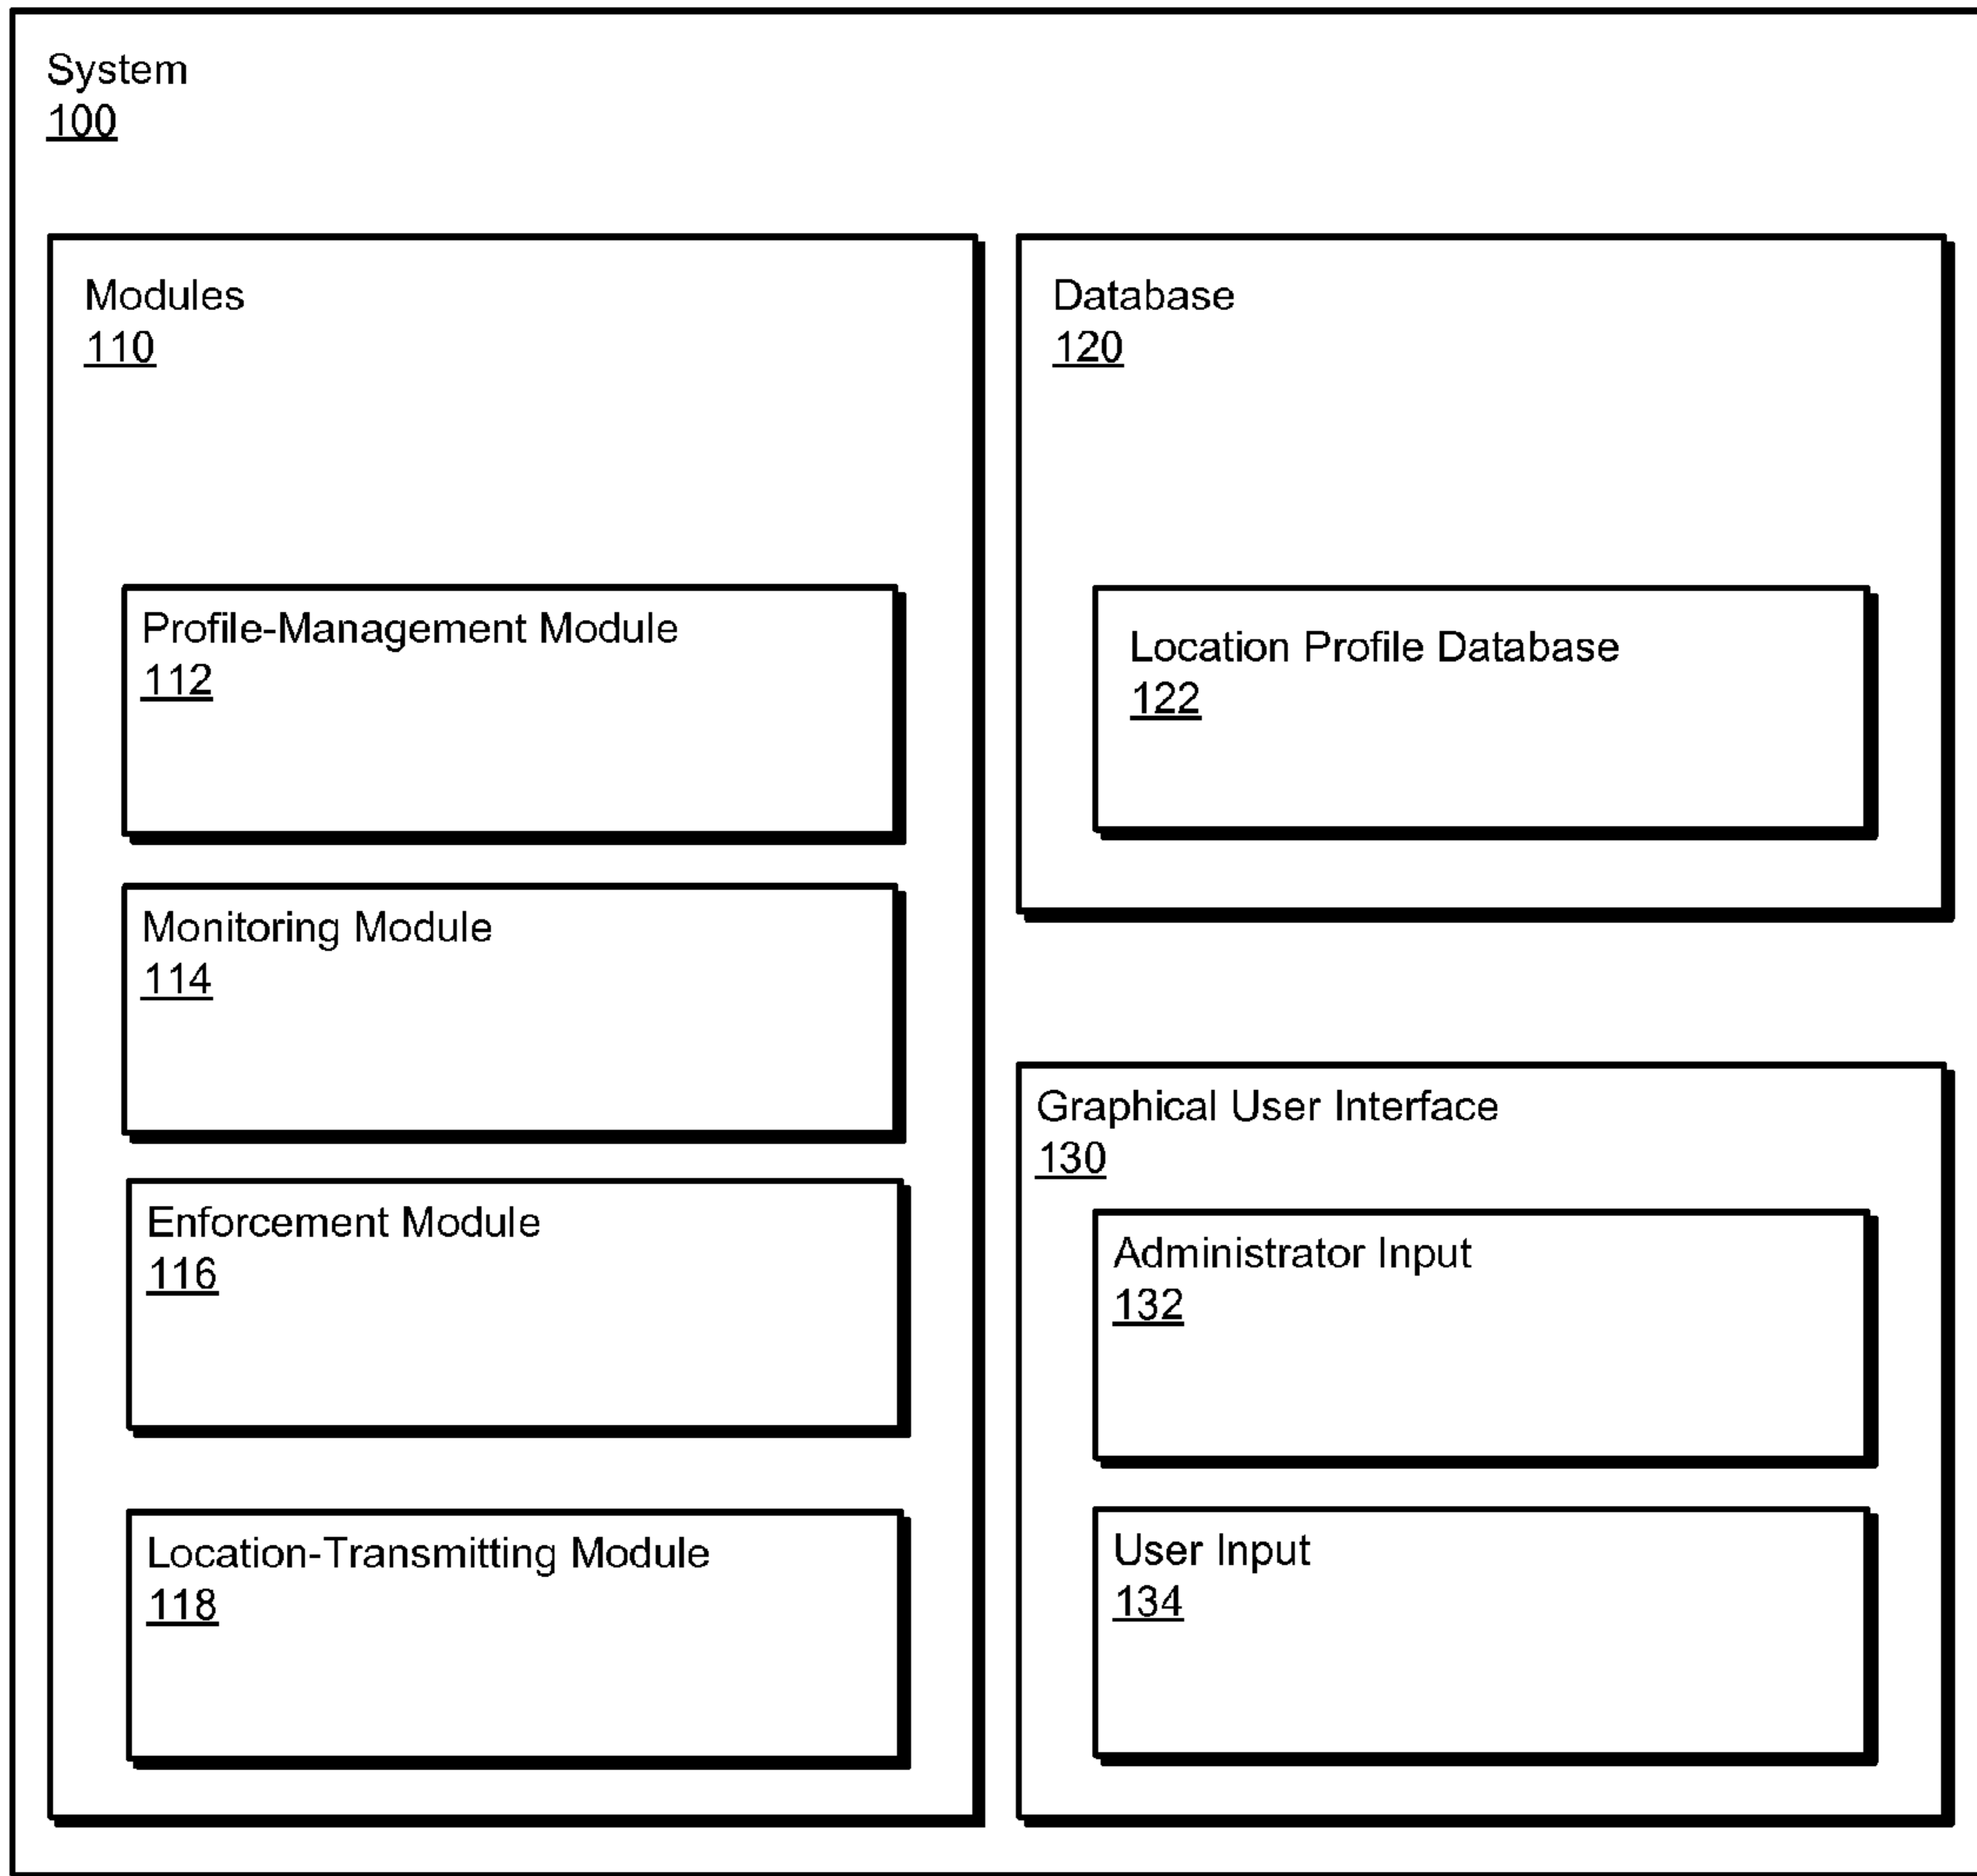 System
100
Modules
110
Profile-Management Module
112
Monitoring Module
114
Enforcement Module
116
Location-Transmitting Module
118
Database
120
Location Profile Database
122
Graphical User Interface
130
Administrator Input
132
User Input
134